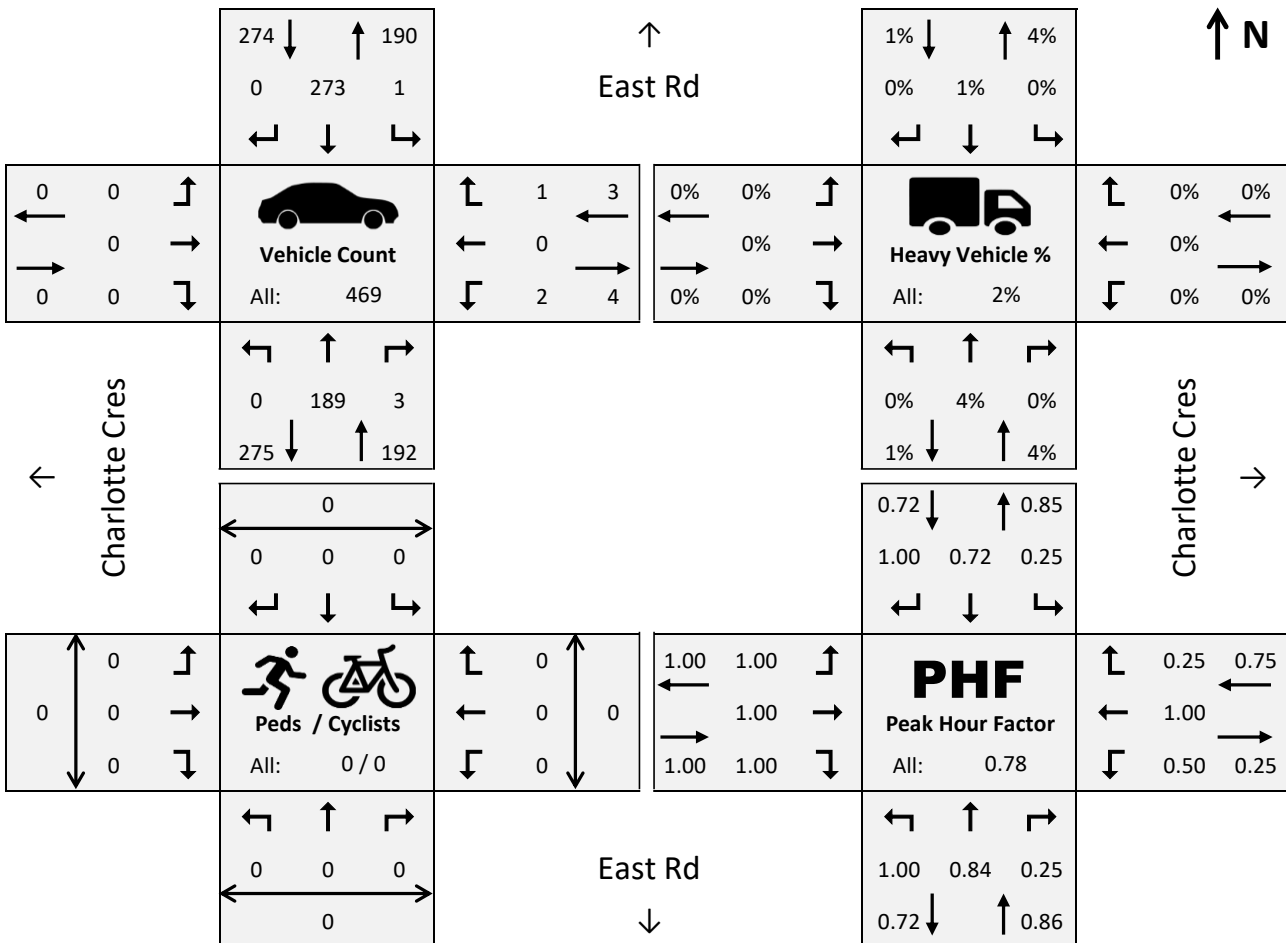 274 190 1% 4% N
East Rd
0 273 1 0% 1% 0%
0 0 1 3 0% 0% 0% 0%
0 0 0% 0%
Vehicle Count Heavy Vehicle %
0 0 All: 469 2 4 0% 0% All: 2% 0% 0%
0 189 3 0% 4% 0%
275 192 1% 4%
Charlotte Cres
Charlotte Cres
0 0.72 0.85
0 0 0 1.00 0.72 0.25
0 0 1.00 1.00 PHF 0.25 0.75
0 0 0 0 1.00 1.00
Peds / Cyclists Peak Hour Factor
0 All: 0 / 0 0 1.00 1.00 All: 0.78 0.50 0.25
0 0 0 East Rd 1.00 0.84 0.25
0 0.72 0.86